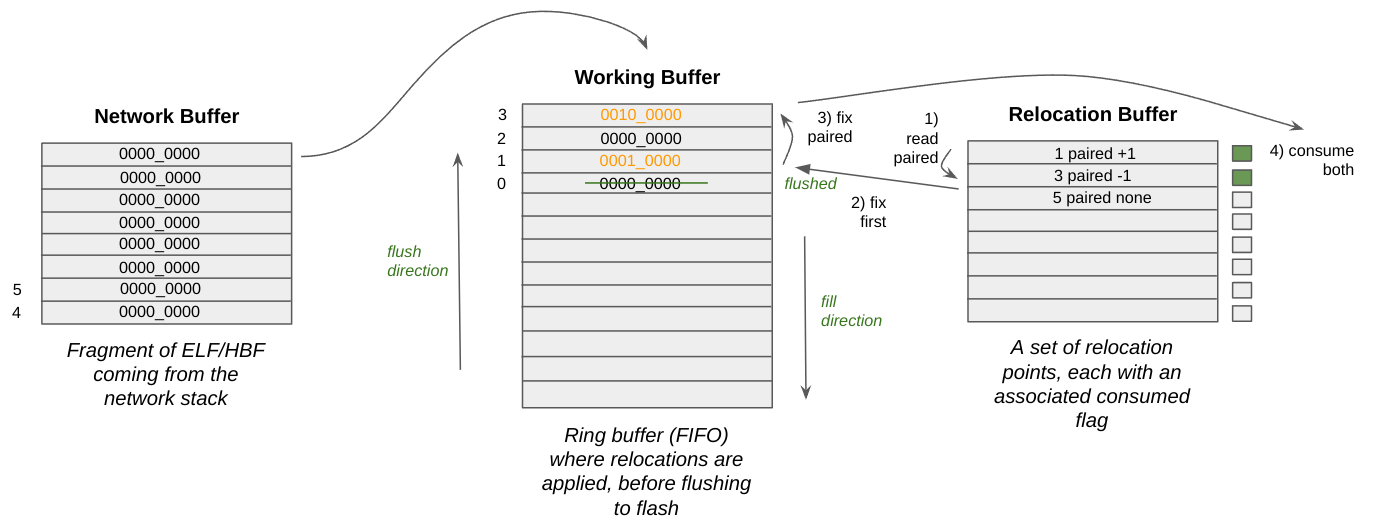 Network Buffer
0000_0000
0000_0000
0000_0000
0000_0000
0000_0000
0000_0000
5
0000_0000
4
0000_0000
Fragment of ELF/HBF
coming from the
network stack
flush
direction
Working Buffer
3
0010_0000
2
0000_0000
1
0001_0000
0
0000_0000
flushed
fill
direction
Ring buffer (FIFO)
where relocations are
applied, before flushing
to flash
3) fix
paired
1)
read
paired
2) fix
first
Relocation Buffer
1 paired +1
3 paired -1
5 paired none
4) consume
both
A set of relocation
points, each with an
associated consumed
flag